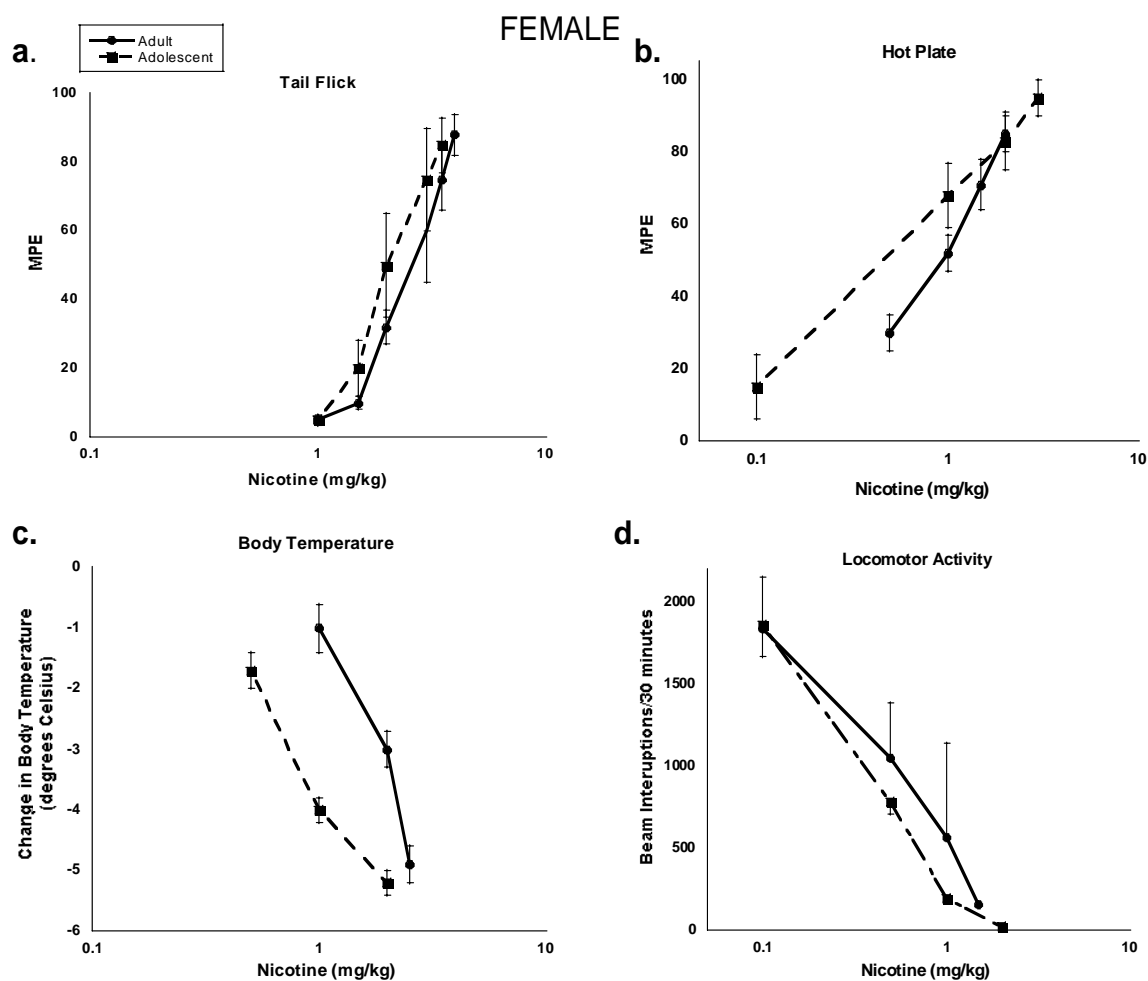 FEMALE
Adult
Adolescent
a.
Tail Flick
MPE
100
80
60
40
20
0
0.1
1
10
Nicotine (mg/kg)
b.
Hot Plate
MPE
100
80
60
40
20
0
0.1
1
10
Nicotine (mg/kg)
c.
Body Temperature
Change in Body Temperature
(degrees Celsius)
0
-1
-2
-3
-4
-5
-6
0.1
1
10
Nicotine (mg/kg)
d.
Locomotor Activity
Beam Interuptions/30 minutes
2000
1500
1000
500
0
0.1
1
10
Nicotine (mg/kg)